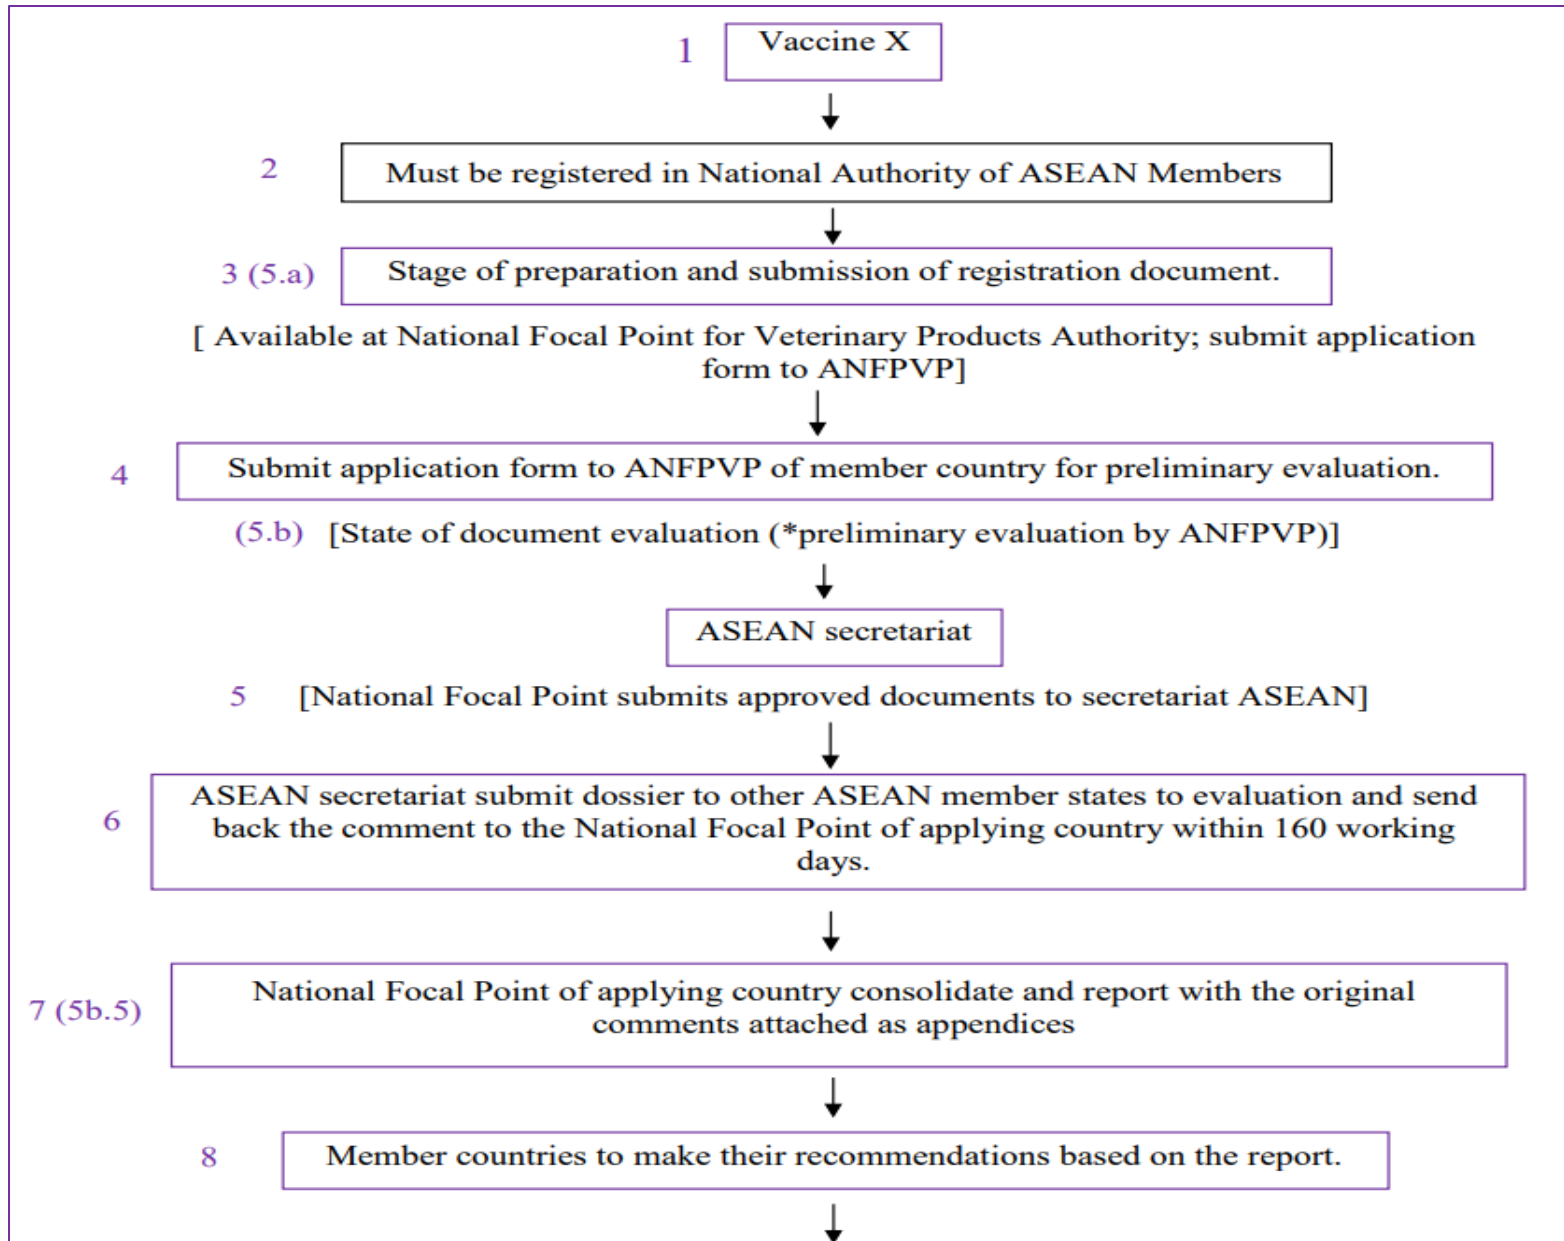 1 Vaccine X
2 Must be registered in National Authority of ASEAN Members
3 (5.a) Stage of preparation and submission of registration document.
[ Available at National Focal Point for Veterinary Products Authority; submit application
form to ANFPVP]
4 Submit application form to ANFPVP of member country for preliminary evaluation.
(5.b) [State of document evaluation (*preliminary evaluation by ANFPVP)]
ASEAN secretariat
5 [National Focal Point submits approved documents to secretariat ASEAN]
ASEAN secretariat submit dossier to other ASEAN member states to evaluation and send
6 back the comment to the National Focal Point of applying country within 160 working
days.
7 (5b.5) National Focal Point of applying country consolidate and report with the original
comments attached as appendices
8 Member countries to make their recommendations based on the report.